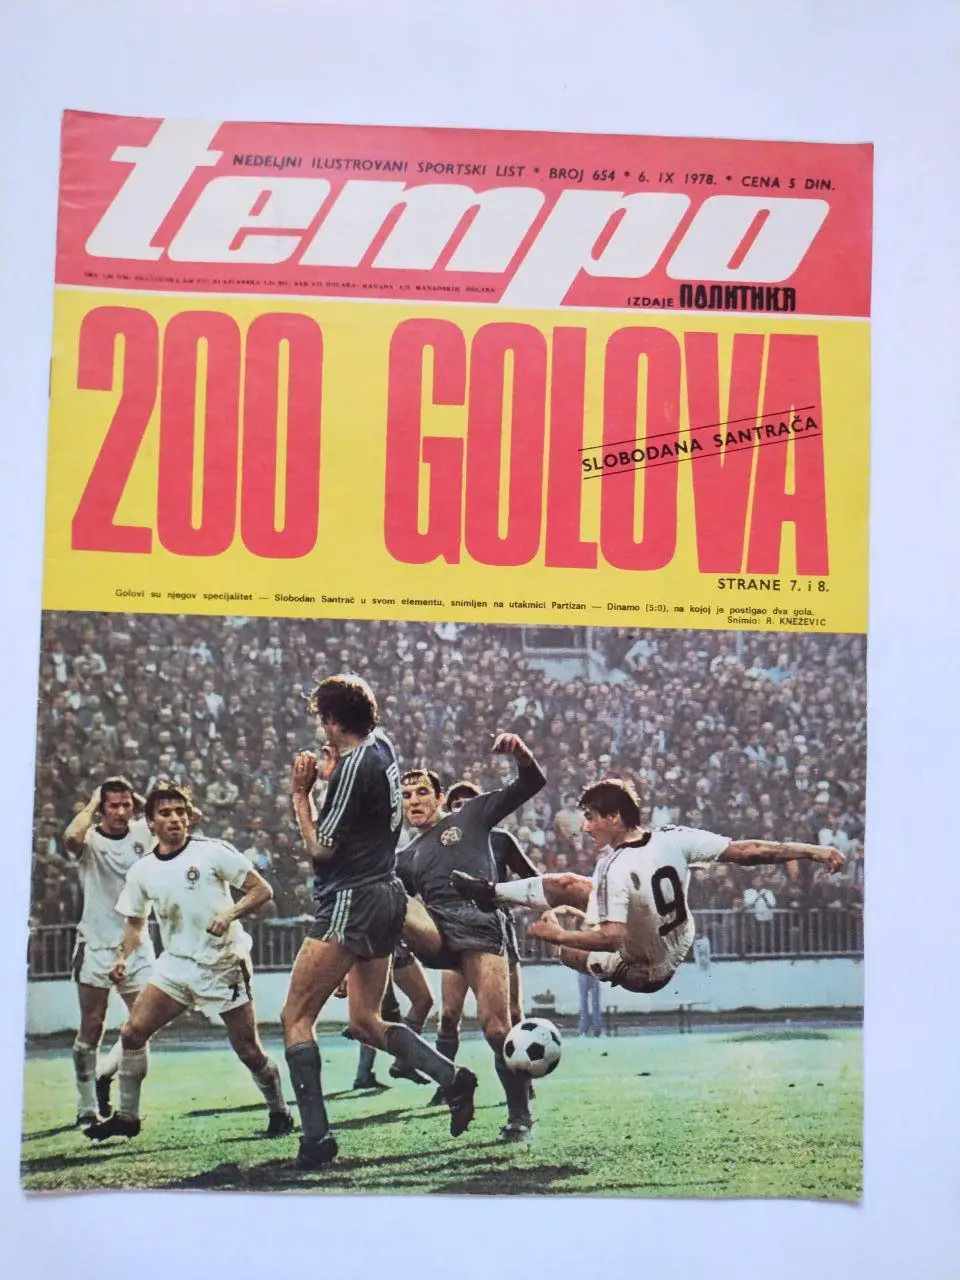 tempo
NEDELJNI ILUSTROVANI SPORTSKI LIST * BROJ 654 * 6. IX 1978. * CENA 5 DIN.
IZDAJE ПОЛИТИКА
200 GOLOVA
SLOBODANA SANTRAČA
STRANE 7. i 8.
Golovi su njegov specijalitet — Slobodan Santrač u svom elementu, snimljen na utakmici Partizan — Dinamo (5:0), na kojoj je postigao dva gola.
Snimio: R. KNEŽEVIĆ
5
9